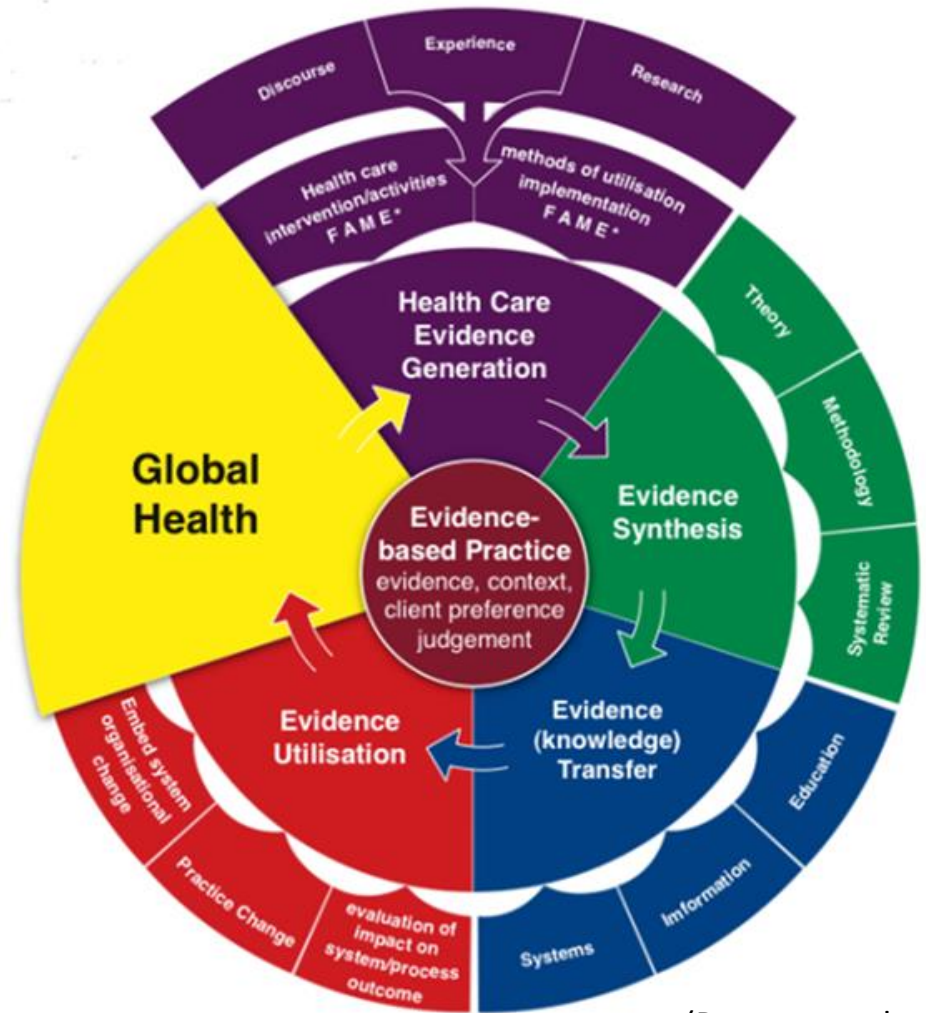 Discourse
Experience
Research
Health care
intervention/activities
F A M E*
methods of utilisation
implementation
F A M E*
Health Care
Evidence
Generation
Theory
Methodology
Systematic
Review
Global
Health
Evidence
Synthesis
Evidence-
based Practice
evidence, context,
client preference
judgement
Evidence
Utilisation
Evidence
(knowledge)
Transfer
Embed system
organisational
change
Practice Change
evaluation of
impact on
system/process
outcome
Systems
Imformation
Education